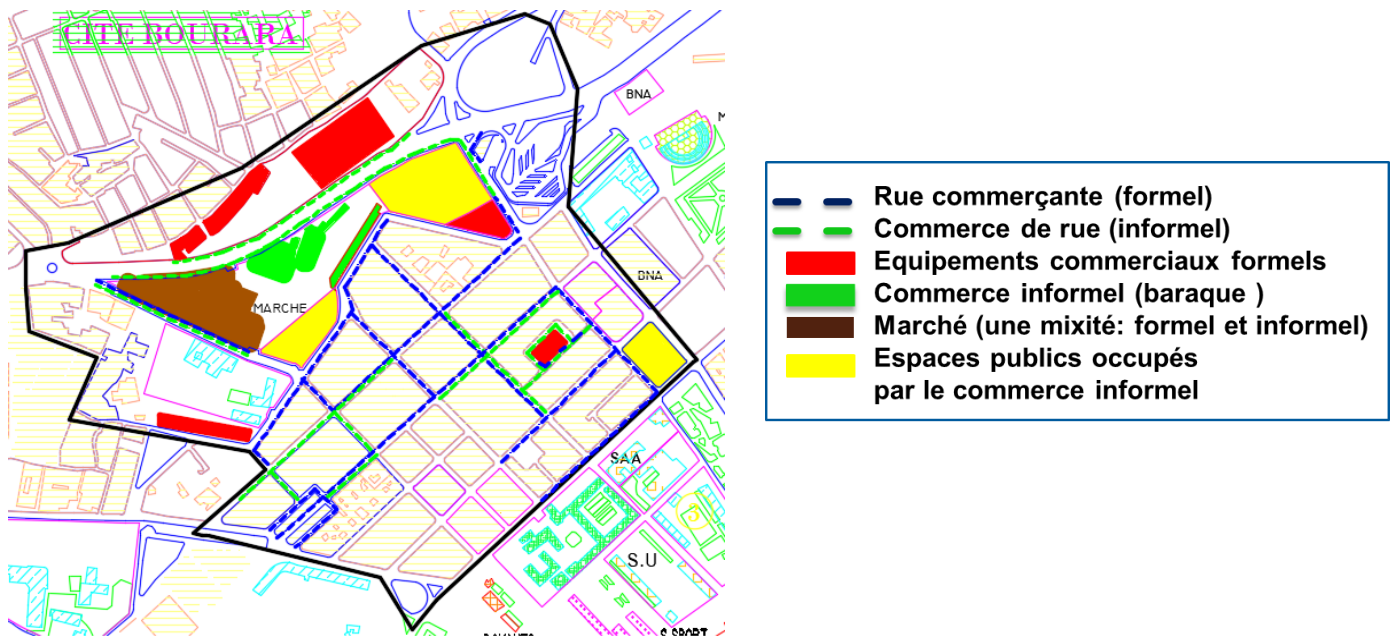 CITE BOURARA
BNA
MARCHE
BNA
SAA
S.U
S.SPORT
Rue commerçante (formel)
Commerce de rue (informel)
Equipements commerciaux formels
Commerce informel (baraque )
Marché (une mixité: formel et informel)
Espaces publics occupés
par le commerce informel